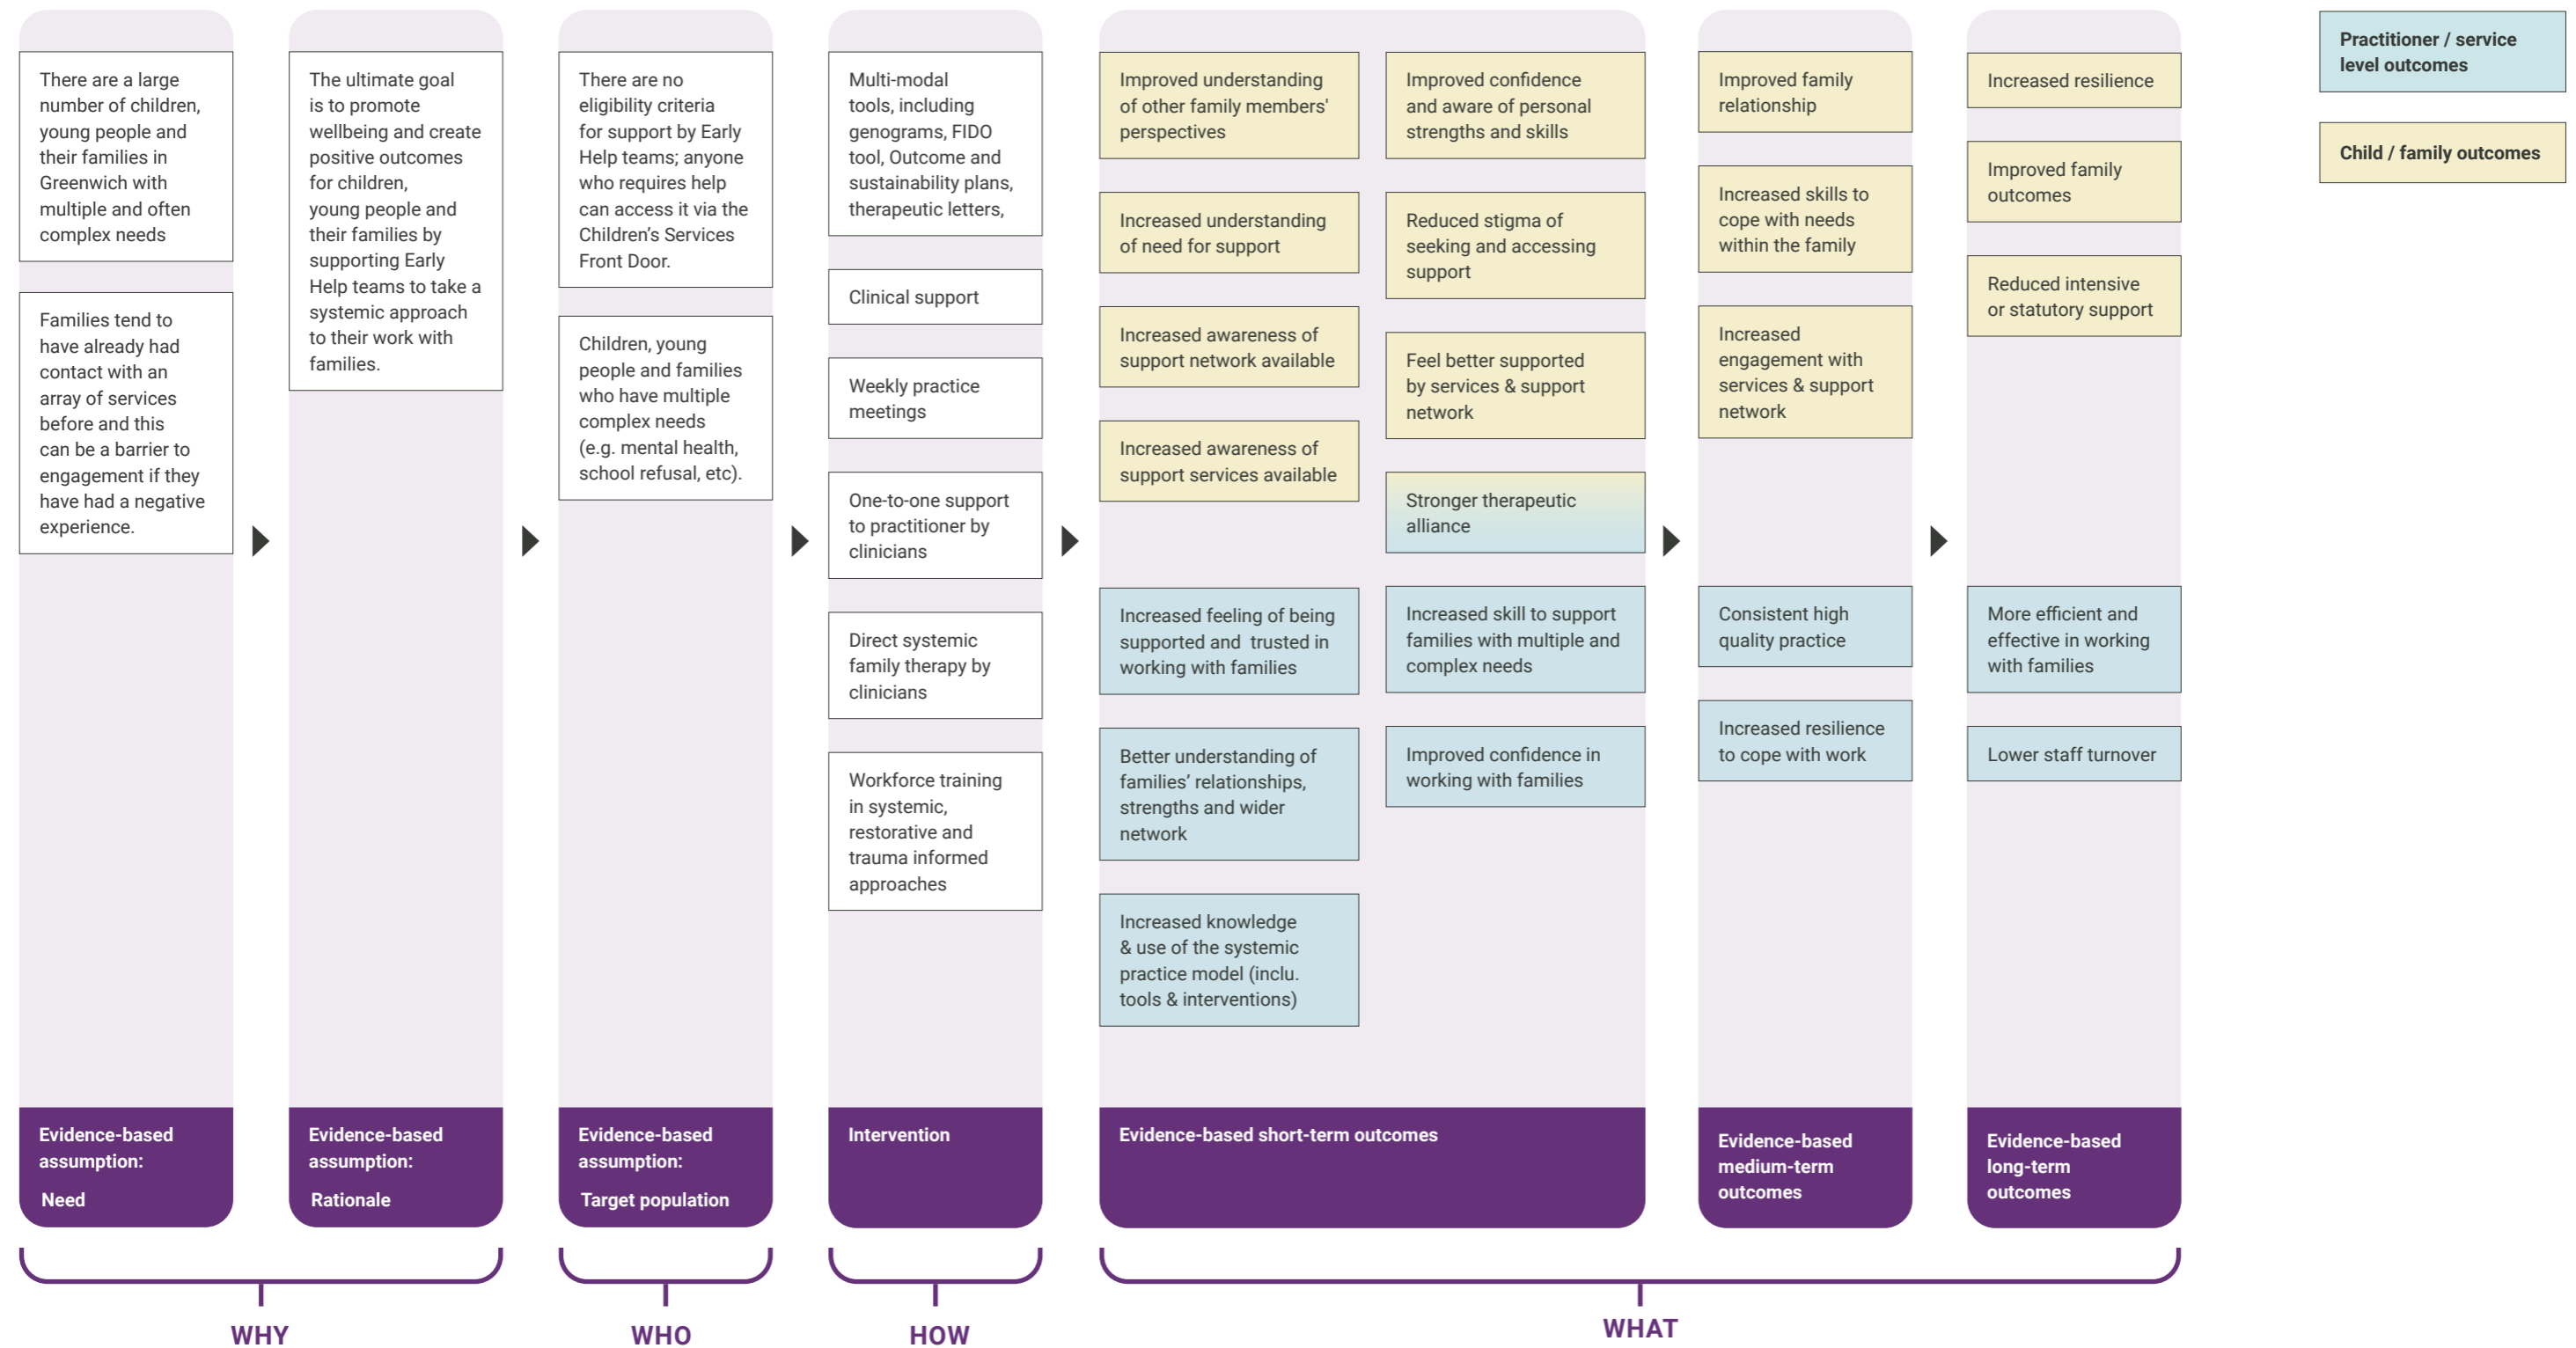 There are a large
number of children,
young people and
their families in
Greenwich with
multiple and often
complex needs
Families tend to
have already had
contact with an
array of services
before and this
can be a barrier to
engagement if they
have had a negative
experience.
Evidence-based
assumption:
Need
The ultimate goal
is to promote
wellbeing and create
positive outcomes
for children,
young people and
their families by
supporting Early
Help teams to take a
systemic approach
to their work with
families.
Evidence-based
assumption:
Rationale
There are no
eligibility criteria
for support by Early
Help teams; anyone
who requires help
can access it via the
Children's Services
Front Door.
Children, young
people and families
who have multiple
complex needs
(e.g. mental health,
school refusal, etc).
Evidence-based
assumption:
Target population
Multi-modal
tools, including
genograms, FIDO
tool, Outcome and
sustainability plans,
therapeutic letters,
Clinical support
Weekly practice
meetings
One-to-one support
to practitioner by
clinicians
Direct systemic
family therapy by
clinicians
Workforce training
in systemic,
restorative and
trauma informed
approaches
Intervention
Improved understanding
of other family members'
perspectives
Increased understanding
of need for support
Increased awareness of
support network available
Increased awareness of
support services available
Increased feeling of being
supported and  trusted in
working with families
Better understanding of
families’ relationships,
strengths and wider
network
Increased knowledge
& use of the systemic
practice model (inclu.
tools & interventions)
Improved confidence
and aware of personal
strengths and skills
Reduced stigma of
seeking and accessing
support
Feel better supported
by services & support
network
Stronger therapeutic
alliance
Increased skill to support
families with multiple and
complex needs
Improved confidence in
working with families
Evidence-based short-term outcomes
Improved family
relationship
Increased skills to
cope with needs
within the family
Increased
engagement with
services & support
network
Consistent high
quality practice
Increased resilience
to cope with work
Evidence-based
medium-term
outcomes
Increased resilience
Improved family
outcomes
Reduced intensive
or statutory support
More efficient and
effective in working
with families
Lower staff turnover
Evidence-based
long-term
outcomes
Practitioner / service
level outcomes
Child / family outcomes
WHY
WHO
HOW
WHAT